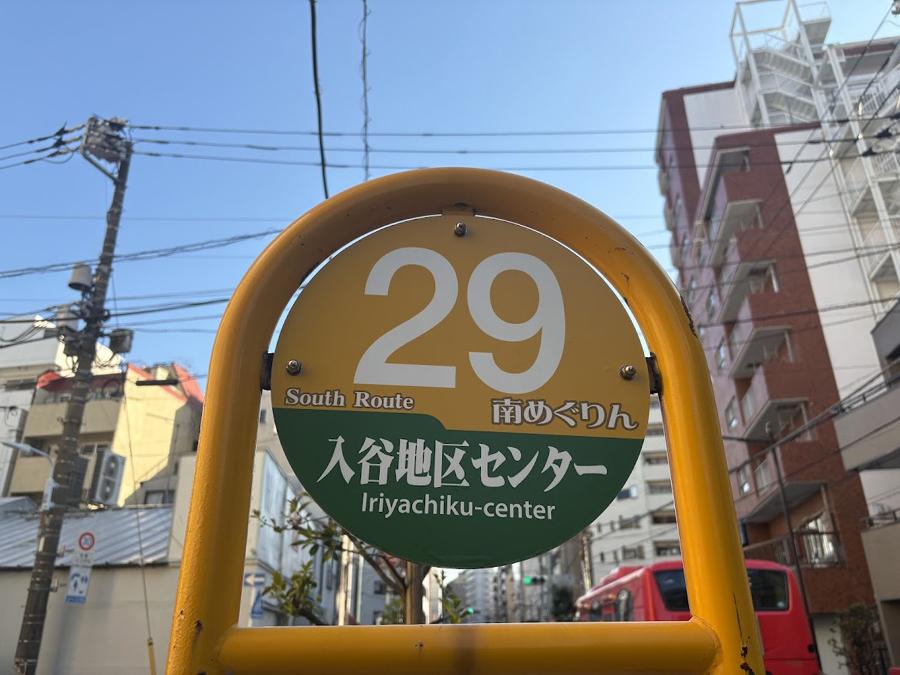 29
South Route 南めぐりん
入谷地区センター
Iriyachiku-center